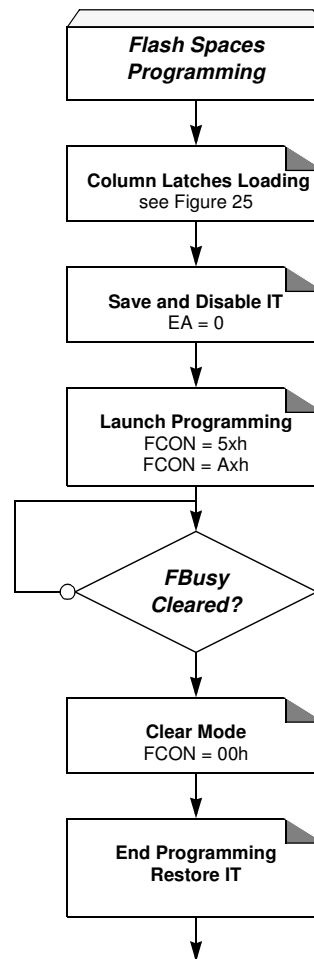 Flash Spaces
Programming
Column Latches Loading
see Figure 25
Save and Disable IT
EA = 0
Launch Programming
FCON = 5xh
FCON = Axh
FBusy
Cleared?
Clear Mode
FCON = 00h
End Programming
Restore IT